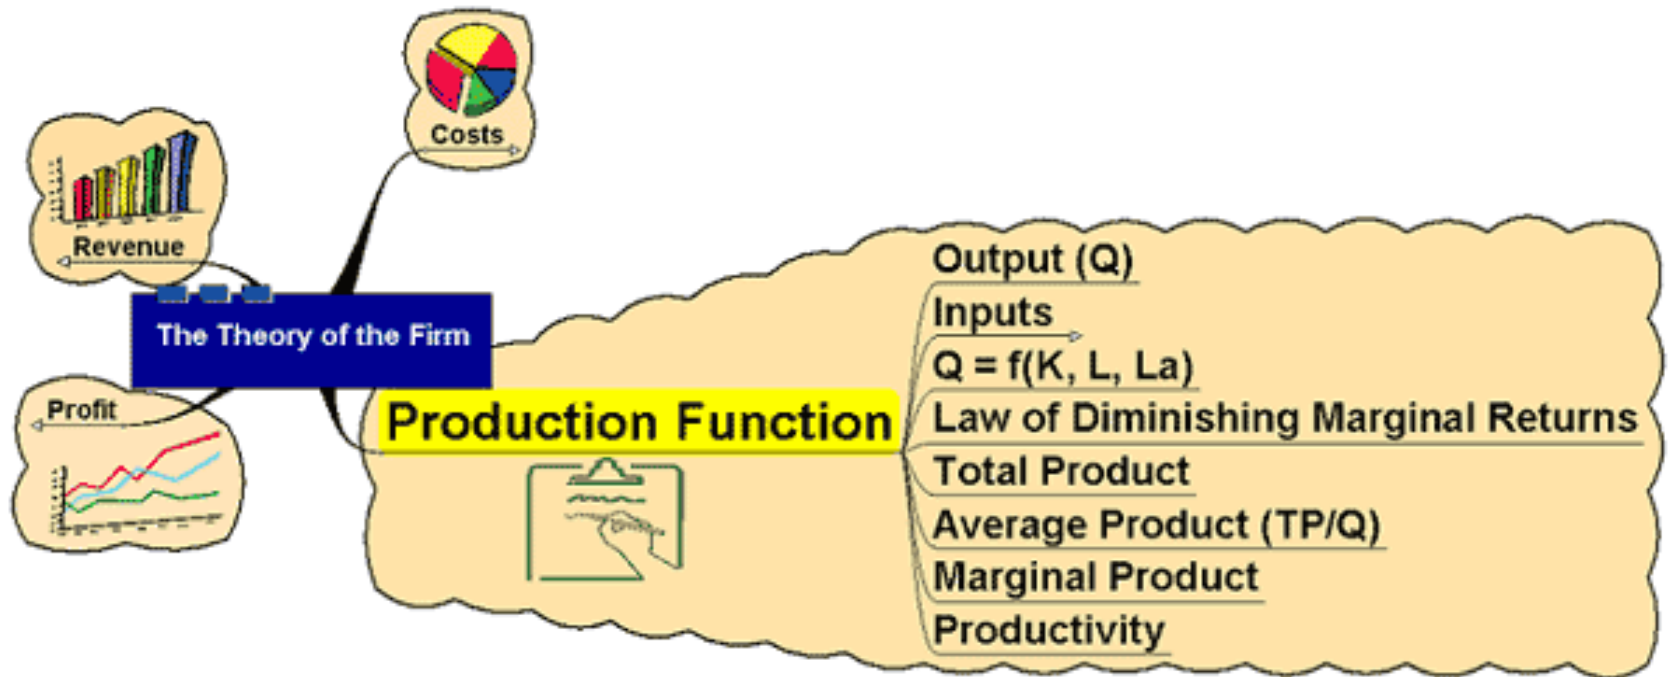 Costs
Revenue
The Theory of the Firm
Profit
Production Function
Output (Q)
Inputs
Q = f(K, L, La)
Law of Diminishing Marginal Returns
Total Product
Average Product (TP/Q)
Marginal Product
Productivity